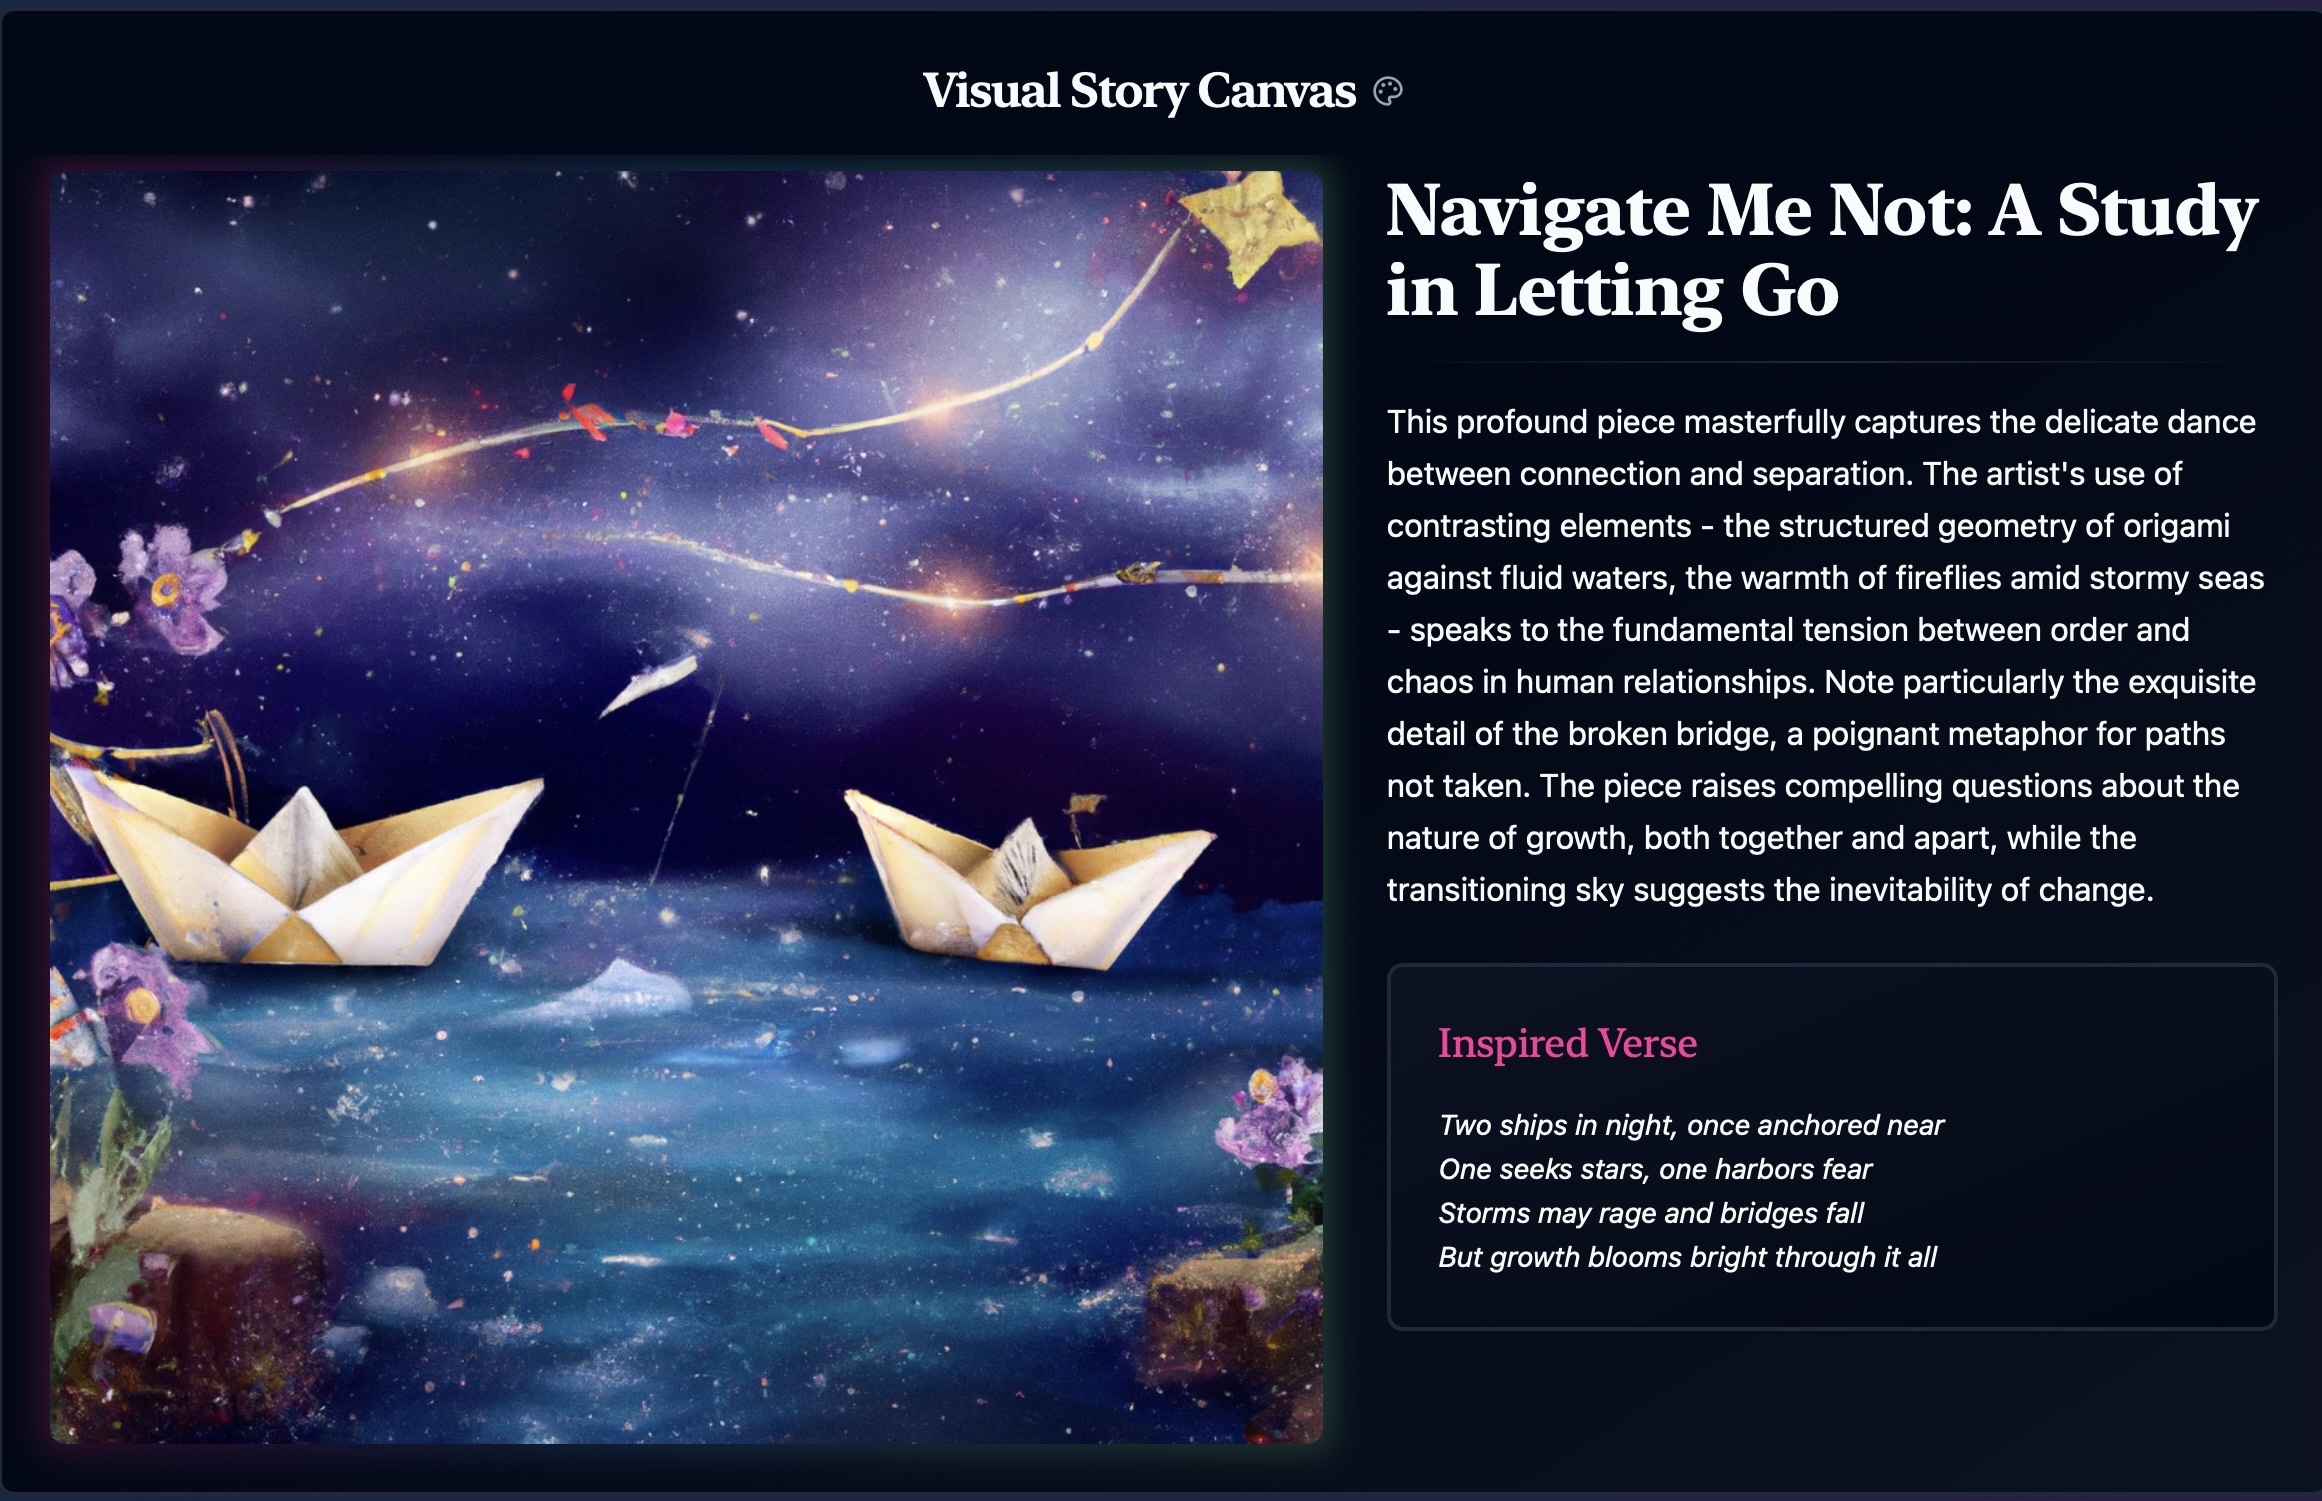 Visual Story Canvas
Navigate Me Not: A Study
in Letting Go
This profound piece masterfully captures the delicate dance
between connection and separation. The artist's use of
contrasting elements - the structured geometry of origami
against fluid waters, the warmth of fireflies amid stormy seas
- speaks to the fundamental tension between order and
chaos in human relationships. Note particularly the exquisite
detail of the broken bridge, a poignant metaphor for paths
not taken. The piece raises compelling questions about the
nature of growth, both together and apart, while the
transitioning sky suggests the inevitability of change.
Inspired Verse
Two ships in night, once anchored near
One seeks stars, one harbors fear
Storms may rage and bridges fall
But growth blooms bright through it all